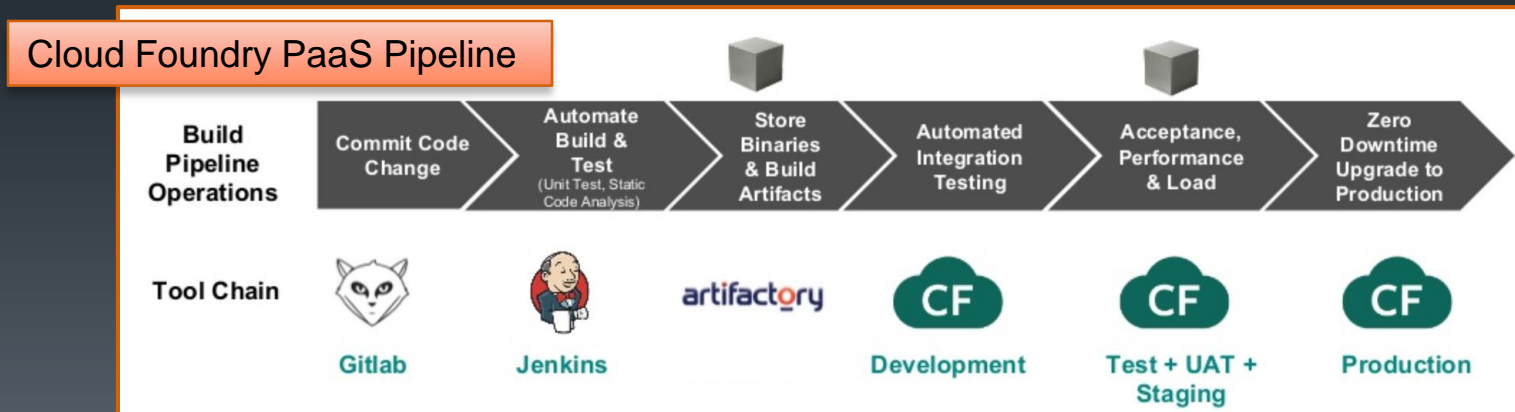 Cloud Foundry PaaS Pipeline
Build
Pipeline
Operations
Commit Code
Change
Automate
Build &
Test
(Unit Test, Static
Code Analysis)
Store
Binaries
& Build
Artifacts
Automated
Integration
Testing
Acceptance,
Performance
& Load
Zero
Downtime
Upgrade to
Production
Tool Chain
artifactory
CF
CF
CF
Gitlab
Jenkins
Development
Test + UAT +
Staging
Production